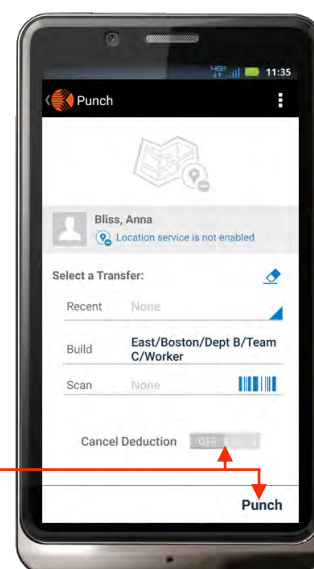 4GE 11:35
Punch
Bliss, Anna
Location service is not enabled
Select a Transfer:
Recent None
Build East/Boston/Dept B/Team
C/Worker
Scan None
Cancel Deduction OFF
Punch